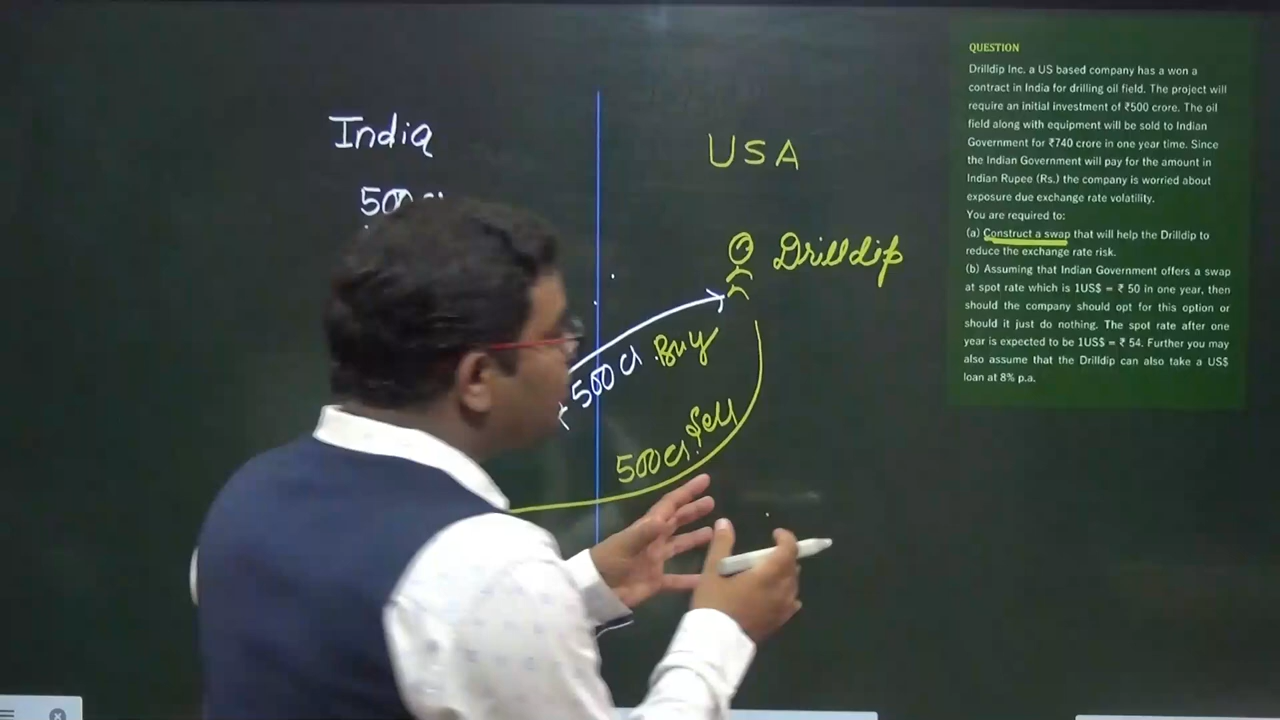 India
USA
500
Drilldip
500 Cr Buy
500 Cr. Sell
QUESTION
Drilldip Inc. a US based company has a won a
contract in India for drilling oil field. The project will
require an initial investment of ₹500 crore. The oil
field along with equipment will be sold to Indian
Government for ₹740 crore in one year time. Since
the Indian Government will pay for the amount in
Indian Rupee (Rs.) the company is worried about
exposure due exchange rate volatility.
You are required to:
(a) Construct a swap that will help the Drilldip to
reduce the exchange rate risk.
(b) Assuming that Indian Government offers a swap
at spot rate which is 1US$ = ₹ 50 in one year, then
should the company should opt for this option or
should it just do nothing. The spot rate after one
year is expected to be 1US$ = ₹ 54. Further you may
also assume that the Drilldip can also take a US$
loan at 8% p.a.